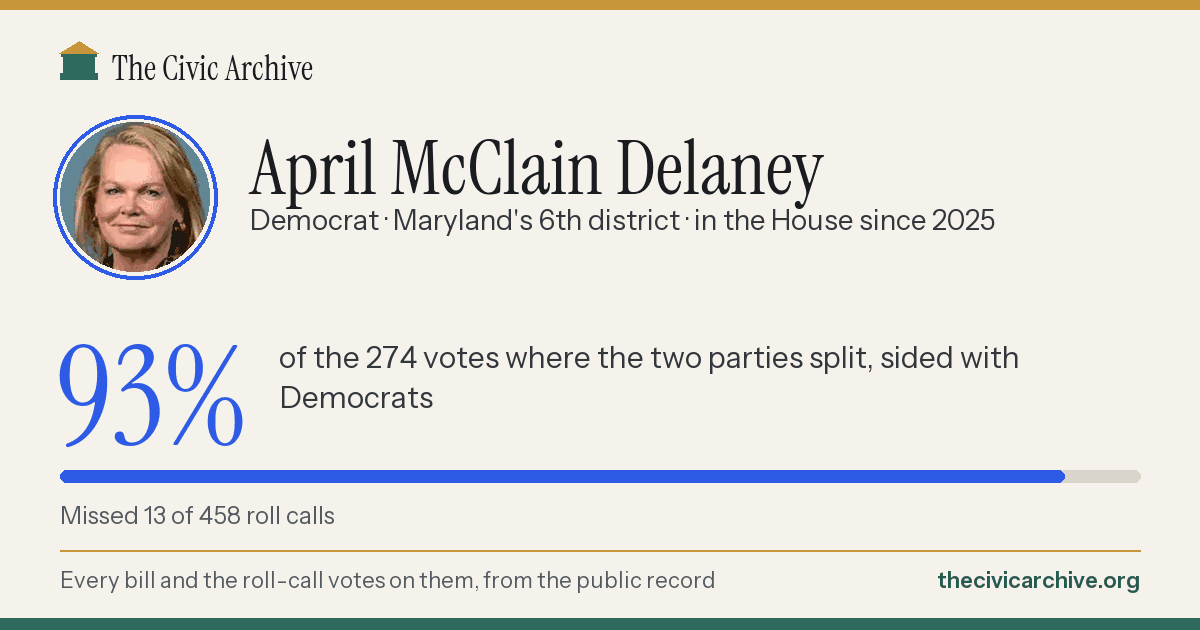 The Civic Archive
April McClain Delaney
Democrat · Maryland's 6th district · in the House since 2025
93%
of the 274 votes where the two parties split, sided with
Democrats
Missed 13 of 458 roll calls
Every bill and the roll-call votes on them, from the public record
thecivicarchive.org